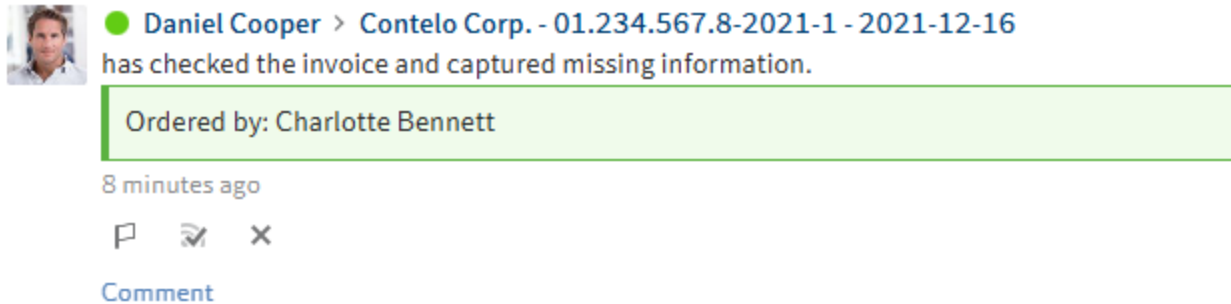 Daniel Cooper > Contelo Corp. - 01.234.567.8-2021-1 - 2021-12-16
has checked the invoice and captured missing information.
Ordered by: Charlotte Bennett
8 minutes ago
Comment